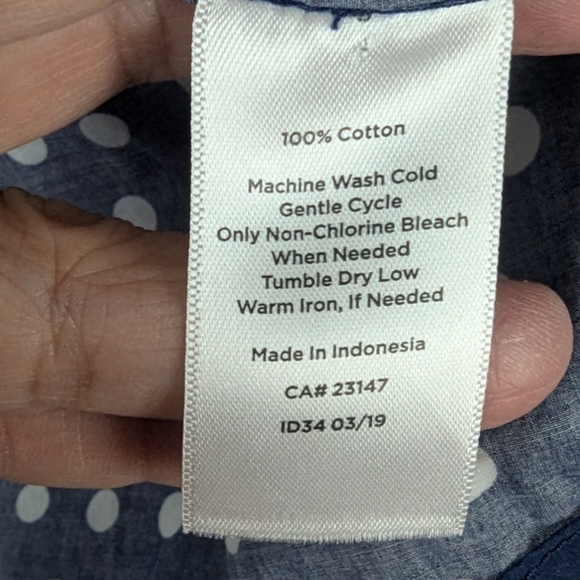 100% Cotton
Machine Wash Cold
Gentle Cycle
Only Non-Chlorine Bleach
When Needed
Tumble Dry Low
Warm Iron, If Needed
Made In Indonesia
CA# 23147
ID34 03/19